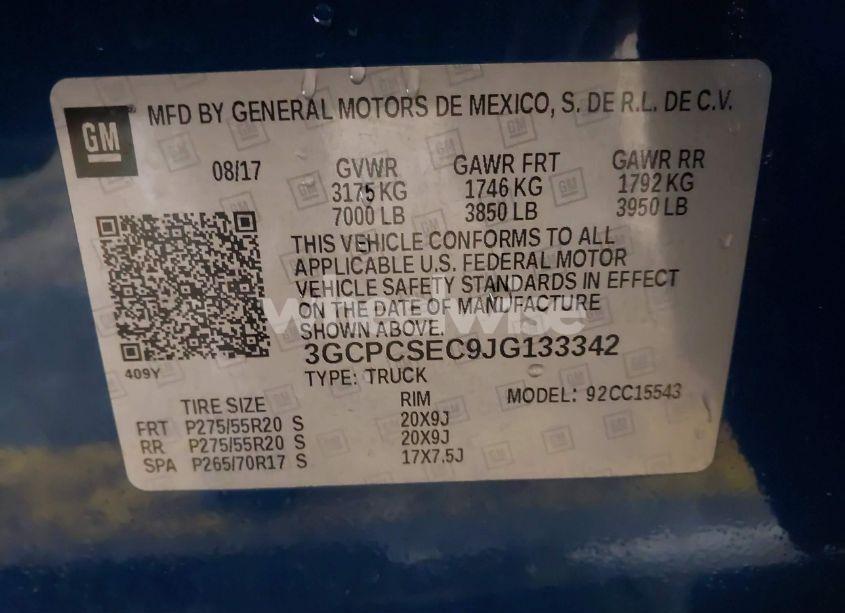 GM
MFD BY GENERAL MOTORS DE MEXICO, S. DE R.L. DE C.V.
08/17 GVWR GAWR FRT GAWR RR
3175 KG 1746 KG 1792 KG
7000 LB 3850 LB 3950 LB
THIS VEHICLE CONFORMS TO ALL
APPLICABLE U.S. FEDERAL MOTOR
VEHICLE SAFETY STANDARDS IN EFFECT
ON THE DATE OF MANUFACTURE
SHOWN ABOVE.
409Y
3GCPCSEC9JG133342
TYPE: TRUCK
MODEL: 92CC15543
TIRE SIZE RIM
FRT P275/55R20 S 20X9J
RR P275/55R20 S 20X9J
SPA P265/70R17 S 17X7.5J